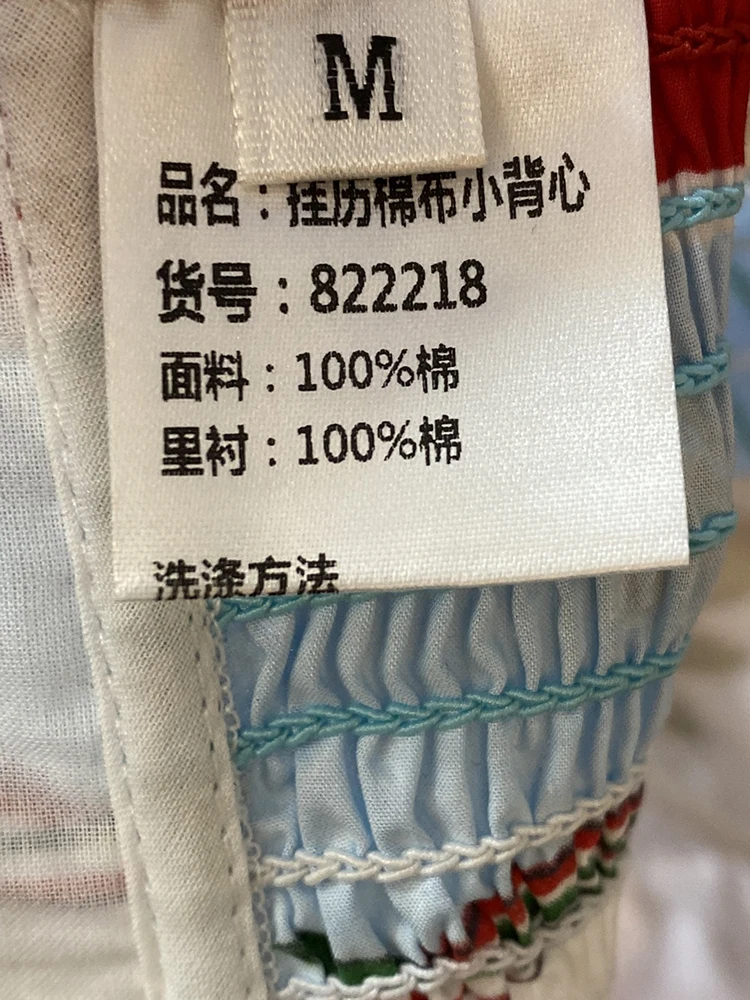 M
品名：挂历棉布小背心
货号：822218
面料：100%棉
里衬：100%棉
洗涤方法